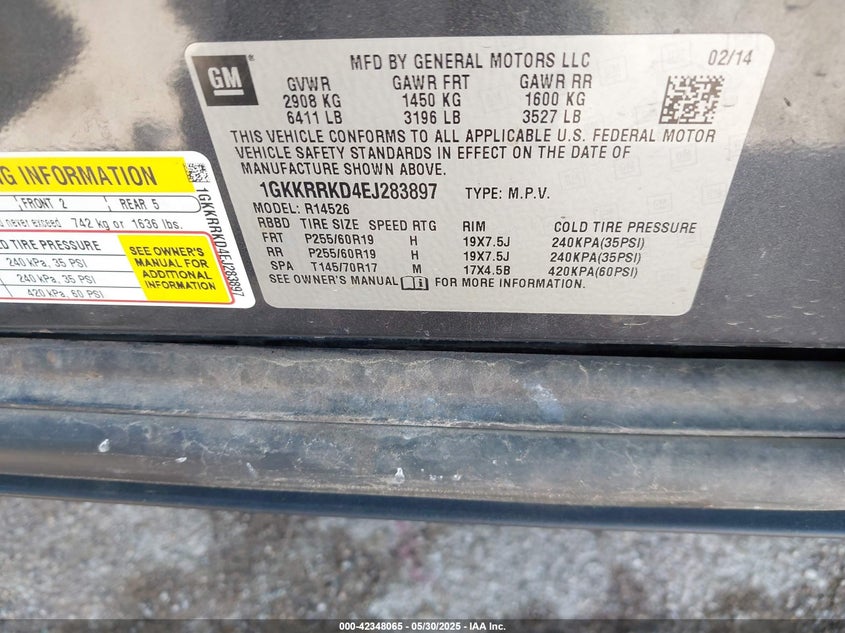 GM
MFD BY GENERAL MOTORS LLC 02/14
GVWR GAWR FRT GAWR RR
2908 KG 1450 KG 1600 KG
6411 LB 3196 LB 3527 LB
THIS VEHICLE CONFORMS TO ALL APPLICABLE U.S. FEDERAL MOTOR
VEHICLE SAFETY STANDARDS IN EFFECT ON THE DATE OF
MANUFACTURE SHOWN ABOVE.
1GKKRRKD4EJ283897 TYPE: M.P.V.
MODEL: R14526
RBBD TIRE SIZE SPEED RTG RIM COLD TIRE PRESSURE
FRT P255/60R19 H 19X7.5J 240KPA(35PSI)
RR P255/60R19 H 19X7.5J 240KPA(35PSI)
SPA T145/70R17 M 17X4.5B 420KPA(60PSI)
SEE OWNER'S MANUAL FOR MORE INFORMATION.
INFORMATION
FRONT 2 REAR 5
never exceed 742 kg or 1636 lbs.
TIRE PRESSURE
240 kPa, 35 PSI
240 kPa, 35 PSI
420 kPa, 60 PSI
SEE OWNER'S
MANUAL FOR
ADDITIONAL
INFORMATION
1GKKRRKD4EJ283897
000-42348065 - 05/30/2025 - IAA Inc.